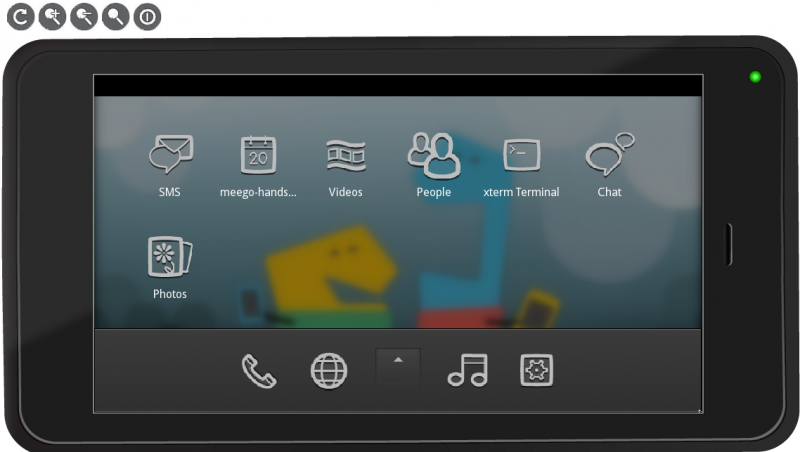 SMS
meego-hands...
20
Videos
People
xterm Terminal
Chat
Photos